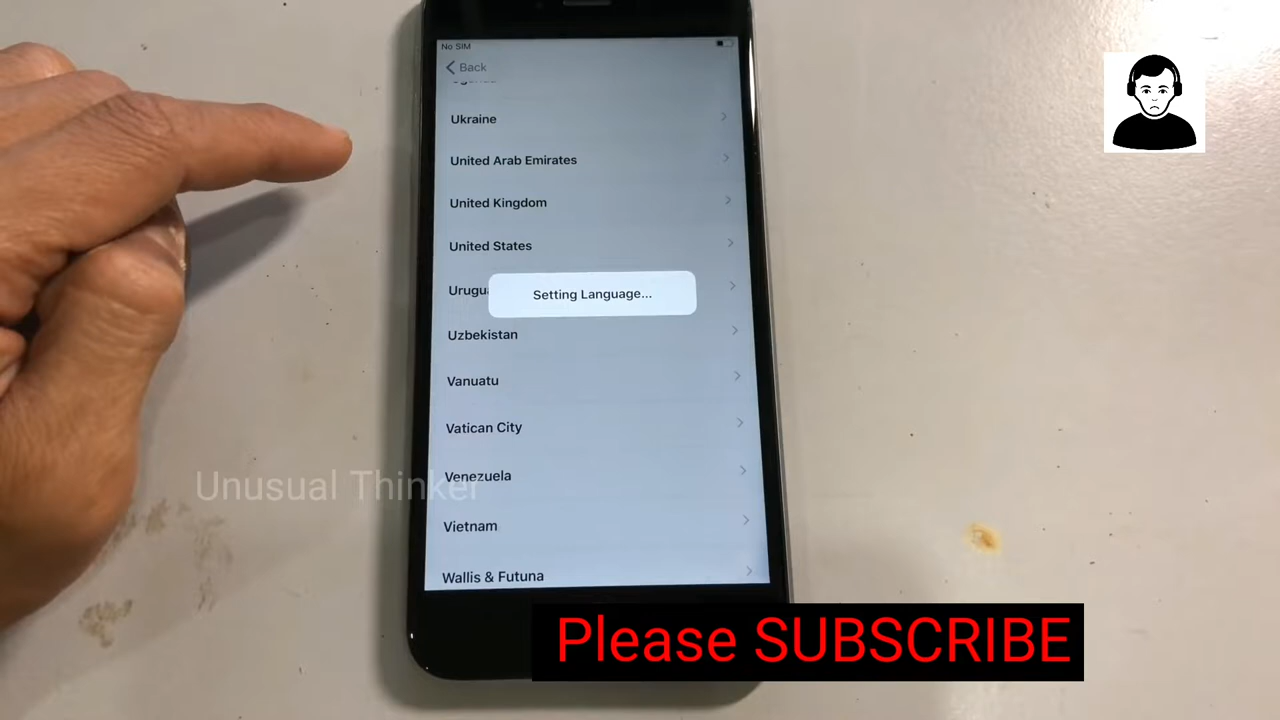 No SIM
Back
Ukraine
United Arab Emirates
United Kingdom
United States
Urugu
Setting Language...
Uzbekistan
Vanuatu
Vatican City
Venezuela
Unusual Thinker
Vietnam
Wallis & Futuna
Please SUBSCRIBE